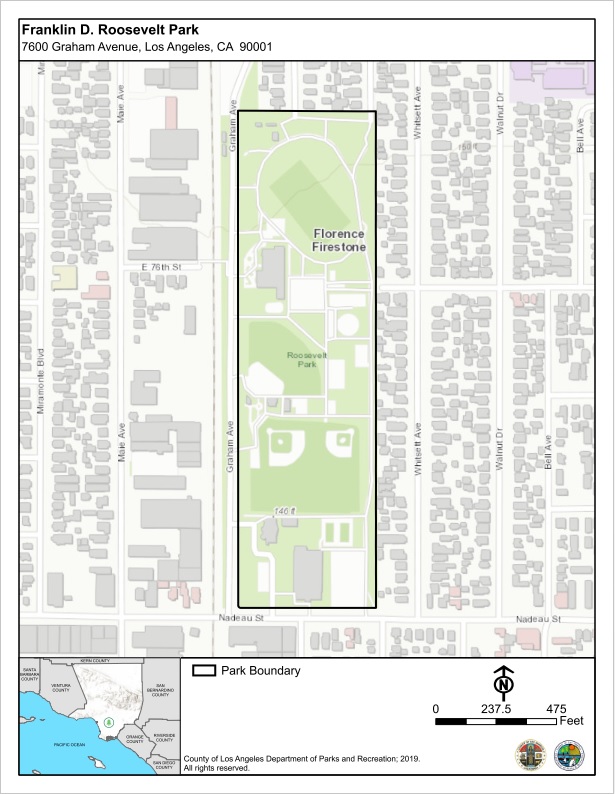 Franklin D. Roosevelt Park
7600 Graham Avenue, Los Angeles, CA 90001
Maie Ave
Graham Ave
Whitsett Ave
Walnut Dr
Bell Ave
Florence
Firestone
E 76th St
Roosevelt
Park
Miramonte Blvd
Maie Ave
Graham Ave
Whitsett Ave
Walnut Dr
Bell Ave
Nadeau St
Nadeau St
KERN COUNTY
SANTA
BARBARA
COUNTY
VENTURA
COUNTY
SAN
BERNARDINO
COUNTY
ORANGE
COUNTY
RIVERSIDE
COUNTY
SAN DIEGO
COUNTY
PACIFIC OCEAN
Park Boundary
N
0 237.5 475
Feet
County of Los Angeles Department of Parks and Recreation; 2019.
All rights reserved.